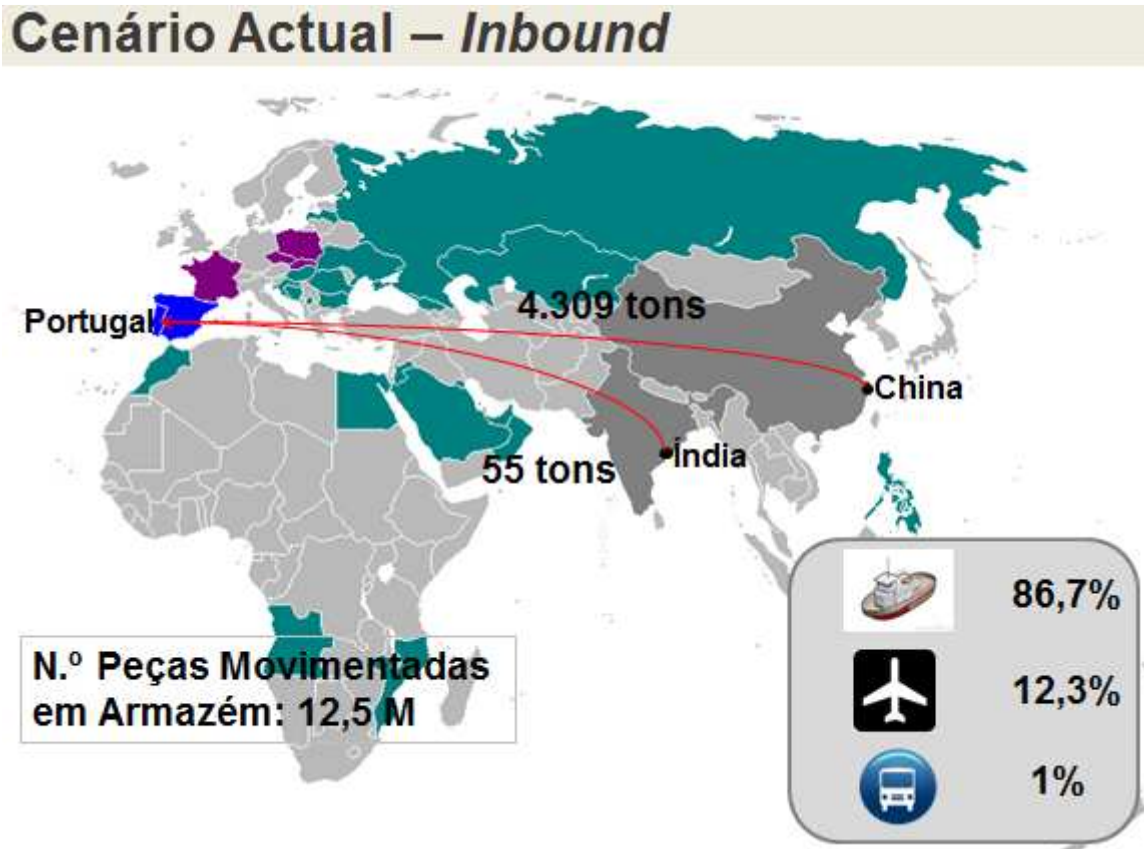 Cenário Actual – Inbound
4.309 tons
Portugal
China
Índia
55 tons
86,7%
N.º Peças Movimentadas
em Armazém: 12,5 M
12,3%
1%